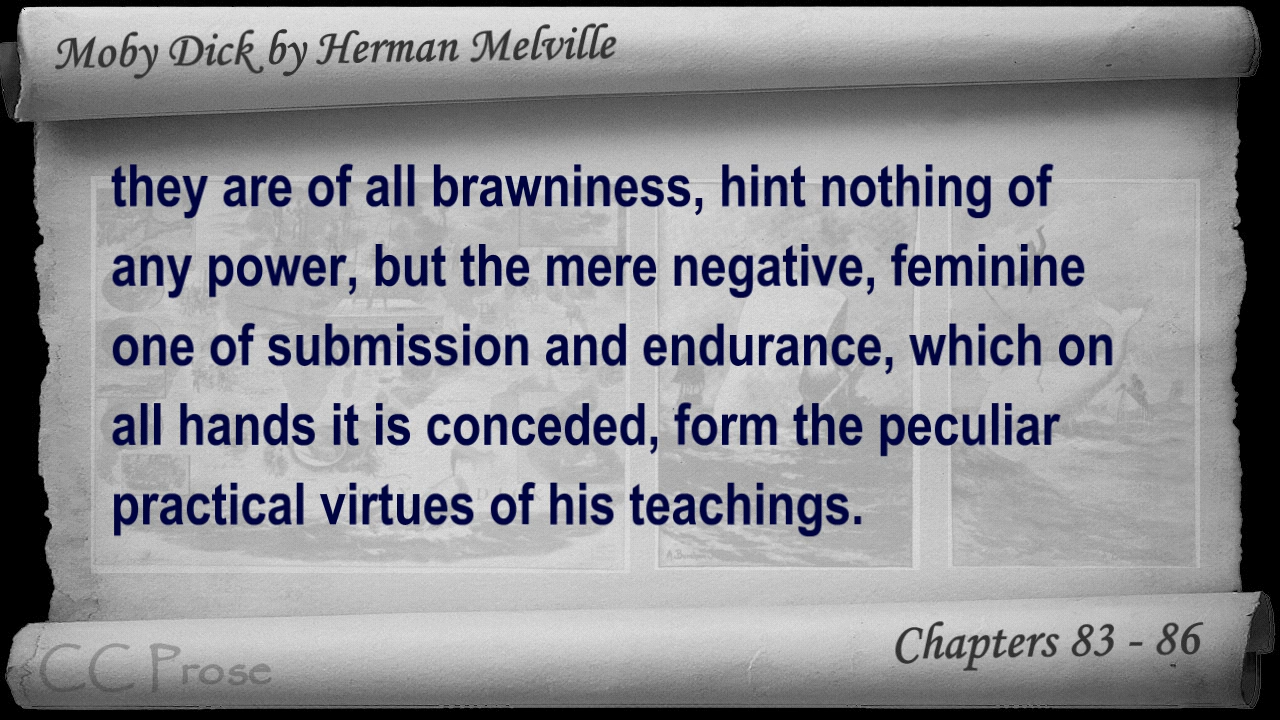 Moby Dick by Herman Melville
they are of all brawniness, hint nothing of
any power, but the mere negative, feminine
one of submission and endurance, which on
all hands it is conceded, form the peculiar
practical virtues of his teachings.
Chapters 83 - 86
CC Prose